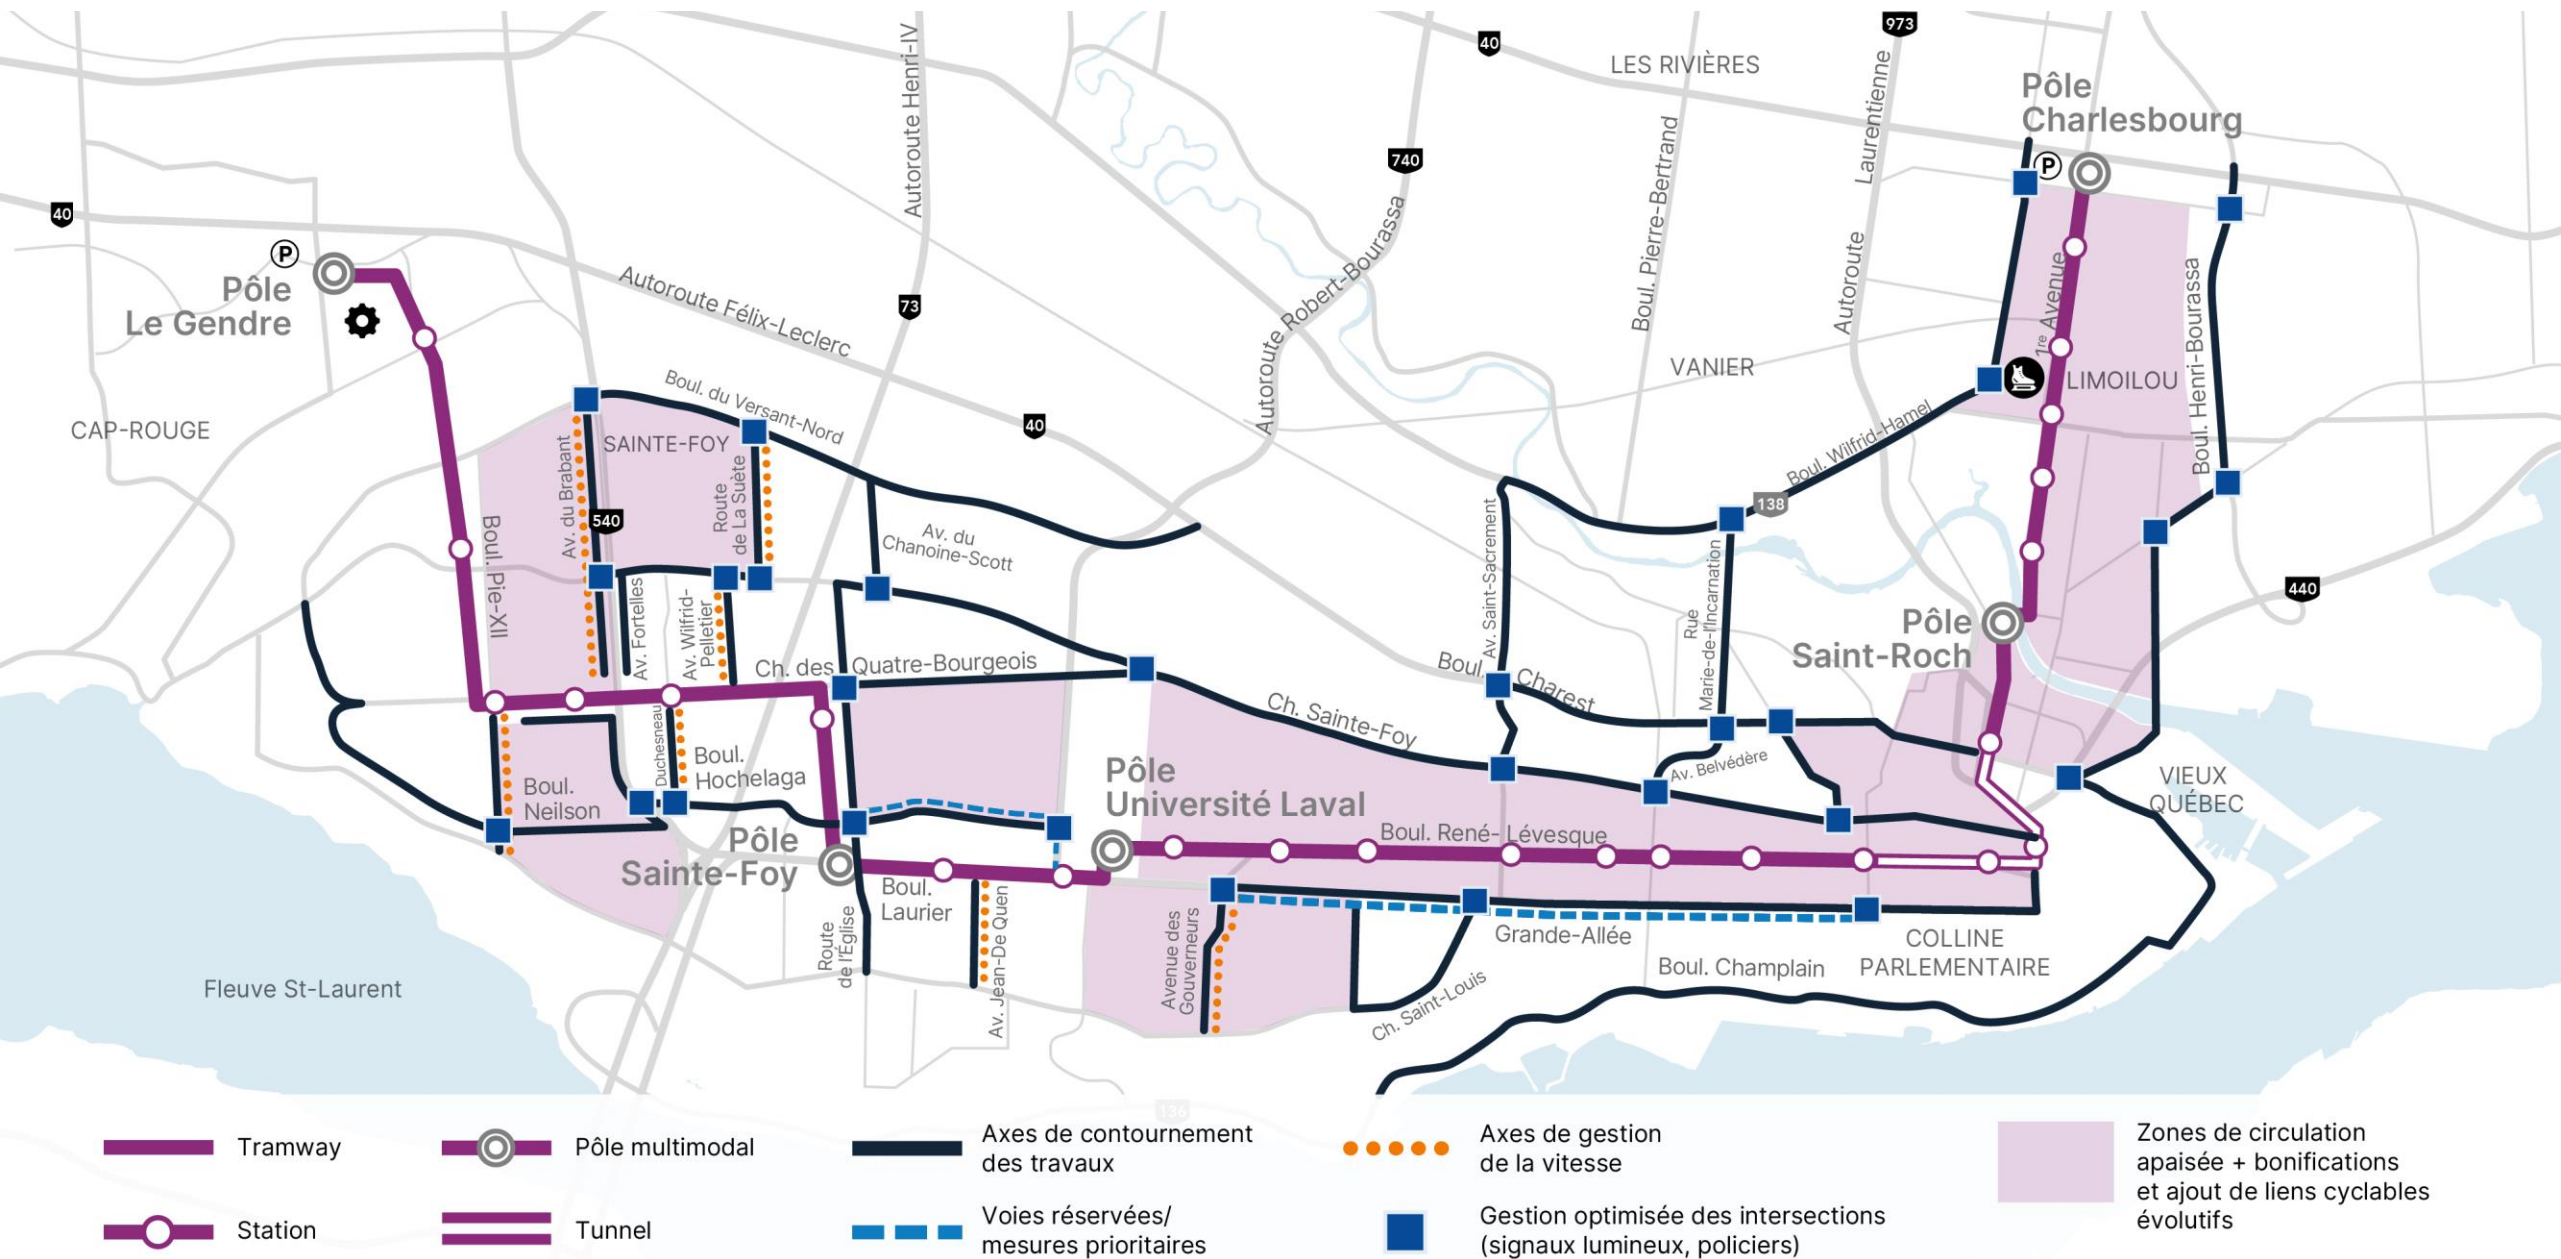 973
40
LES RIVIÈRES
Pôle
Charlesbourg
Autoroute Henri-IV
Laurentienne
740
P
Boul. Pierre-Bertrand
40
P
Pôle
Le Gendre
Autoroute Félix-Leclerc
73
Autoroute Robert-Bourassa
Autoroute
1re Avenue
Boul. Henri-Bourassa
VANIER
LIMOILOU
CAP-ROUGE
Boul. du Versant-Nord
SAINTE-FOY
40
Av. du Brabant
Route
de La Suète
Boul. Wilfrid-Hamel
138
540
Boul. Pie-XII
Av. du
Chanoine-Scott
Av. Saint-Sacrement
Rue
Marie-de-l'Incarnation
440
Av. Fortelles
Av. Wilfrid-
Pelletier
Pôle
Saint-Roch
Ch. des Quatre-Bourgeois
Boul. Charest
Ch. Sainte-Foy
Duchesneau
Boul.
Hochelaga
Av. Belvédère
Boul.
Neilson
Pôle
Université Laval
VIEUX
QUÉBEC
Boul. René- Lévesque
Pôle
Sainte-Foy
Boul.
Laurier
Route
de l'Église
Av. Jean-De Quen
Avenue des
Gouverneurs
Grande-Allée
COLLINE
PARLEMENTAIRE
Boul. Champlain
Ch. Saint-Louis
Fleuve St-Laurent
136
Tramway
Pôle multimodal
Axes de contournement
des travaux
Axes de gestion
de la vitesse
Zones de circulation
apaisée + bonifications
et ajout de liens cyclables
évolutifs
Station
Tunnel
Voies réservées/
mesures prioritaires
Gestion optimisée des intersections
(signaux lumineux, policiers)